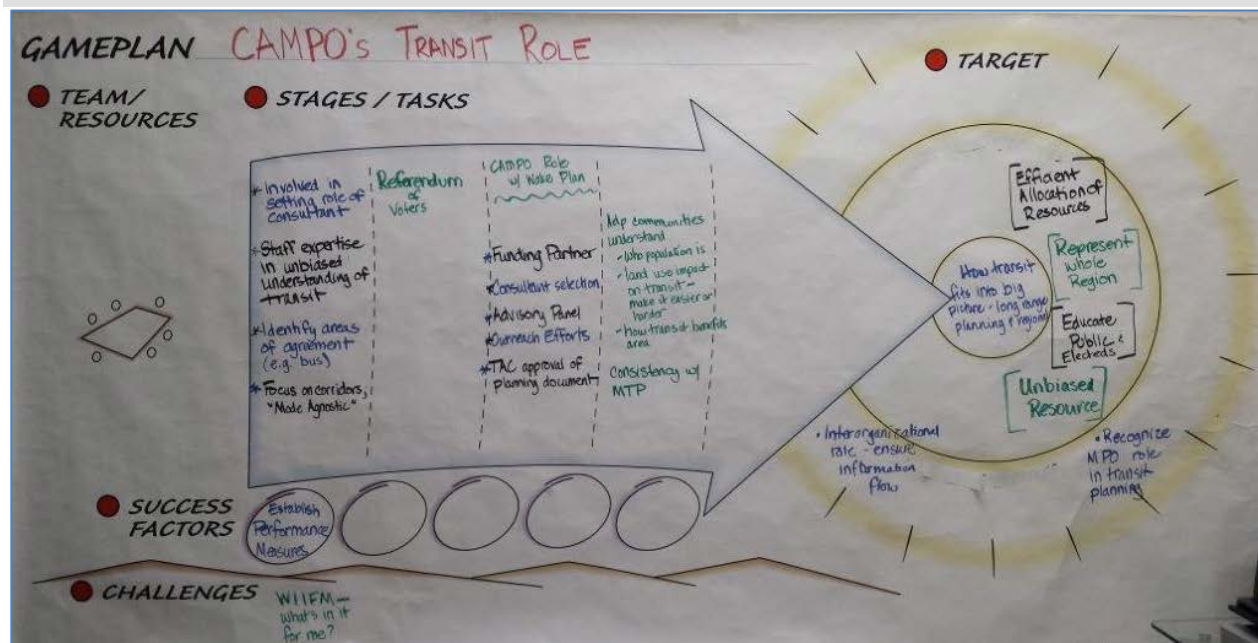 GAMEPLAN CAMPO's TRANSIT ROLE
TEAM/
RESOURCES
STAGES / TASKS
* Involved in
setting role of
consultant
* Staff expertise
in unbiased
understanding of
transit
* Identify areas
of agreement
(e.g. bus)
* Focus on corridors,
"Mode Agnostic"
Referendum
of
Voters
CAMPO Role
w/ Wake Plan
* Funding Partner
* Consultant selection
* Advisory Panel
* Outreach Efforts
* TAC approval of
planning document
Help communities
understand
- who population is
- land use impact
on transit -
make it easier or
harder
- how transit benefits
area
Consistency w/
MTP
TARGET
How transit
fits into big
picture - long range
planning & regional
[Efficient
Allocation of
Resources]
[Represent
whole
Region]
[Educate
Public &
Electeds]
[Unbiased
Resource]
• Interorganizational
role - ensure
information
flow
• Recognize
MPO role
in transit
planning
SUCCESS
FACTORS
Establish
Performance
Measures
CHALLENGES
WIIFM -
what's in it
for me?